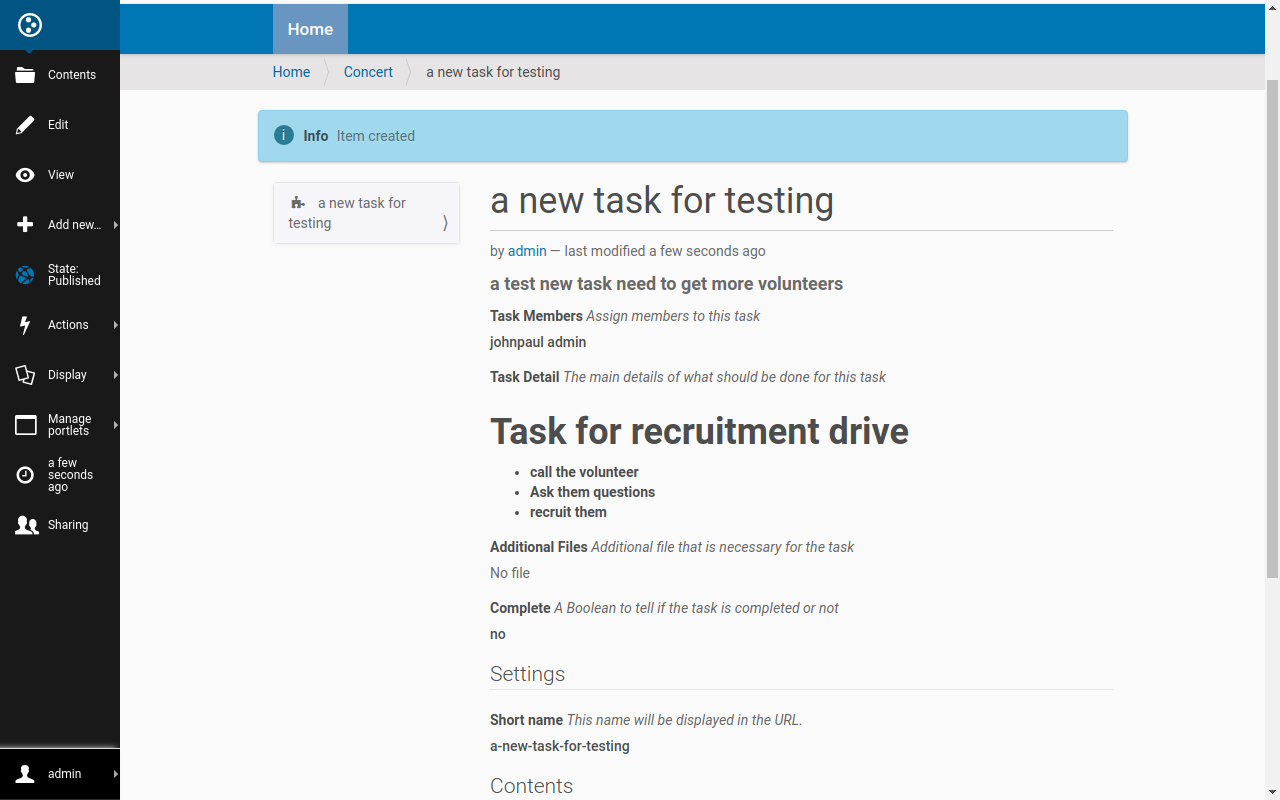 Home
Home
Concert
a new task for testing
Info Item created
Contents
Edit
View
Add new...
State:
Published
Actions
Display
Manage
portlets
a few
seconds
ago
Sharing
admin
a new task for
testing
a new task for testing
by admin — last modified a few seconds ago
a test new task need to get more volunteers
Task Members Assign members to this task
johnpaul admin
Task Detail The main details of what should be done for this task
Task for recruitment drive
• call the volunteer
• Ask them questions
• recruit them
Additional Files Additional file that is necessary for the task
No file
Complete A Boolean to tell if the task is completed or not
no
Settings
Short name This name will be displayed in the URL.
a-new-task-for-testing
Contents